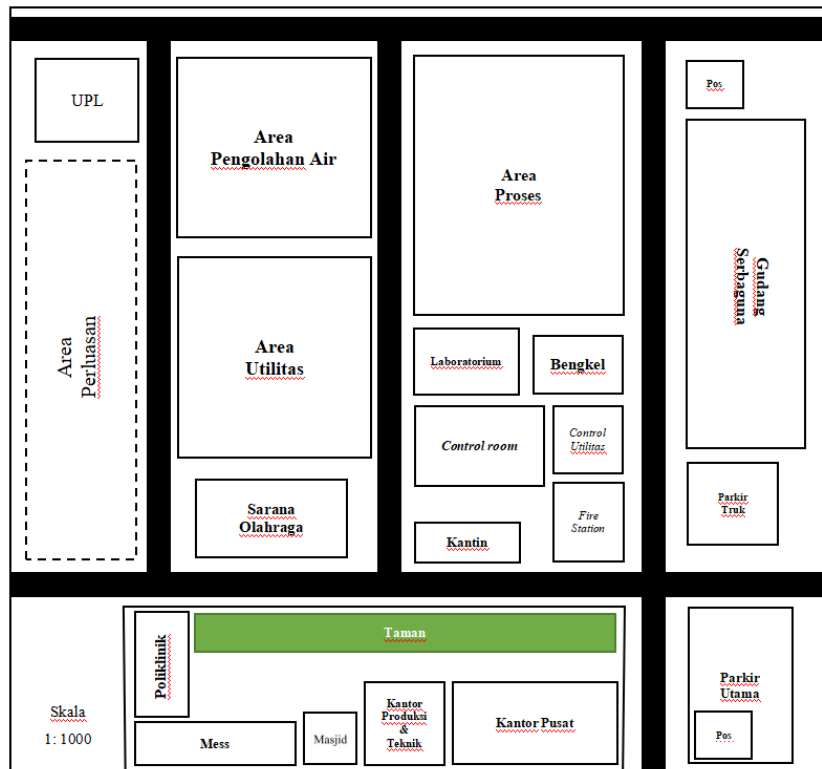 UPL
Area
Perluasan
Area
Pengolahan Air
Area
Utilitas
Sarana
Olahraga
Area
Proses
Laboratorium
Bengkel
Control room
Control
Utilitas
Kantin
Fire
Station
Pos
Gudang
Serbaguna
Parkir
Truk
Skala
1: 1000
Poliklinik
Taman
Mess
Masjid
Kantor
Produksi
&
Teknik
Kantor Pusat
Parkir
Utama
Pos